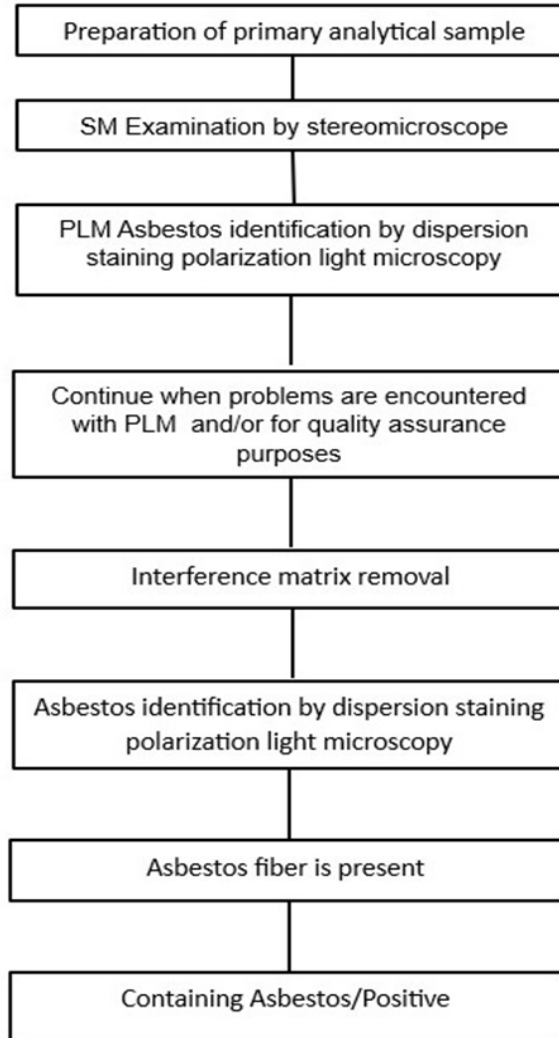 Preparation of primary analytical sample
SM Examination by stereomicroscope
PLM Asbestos identification by dispersion
staining polarization light microscopy
Continue when problems are encountered
with PLM and/or for quality assurance
purposes
Interference matrix removal
Asbestos identification by dispersion staining
polarization light microscopy
Asbestos fiber is present
Containing Asbestos/Positive